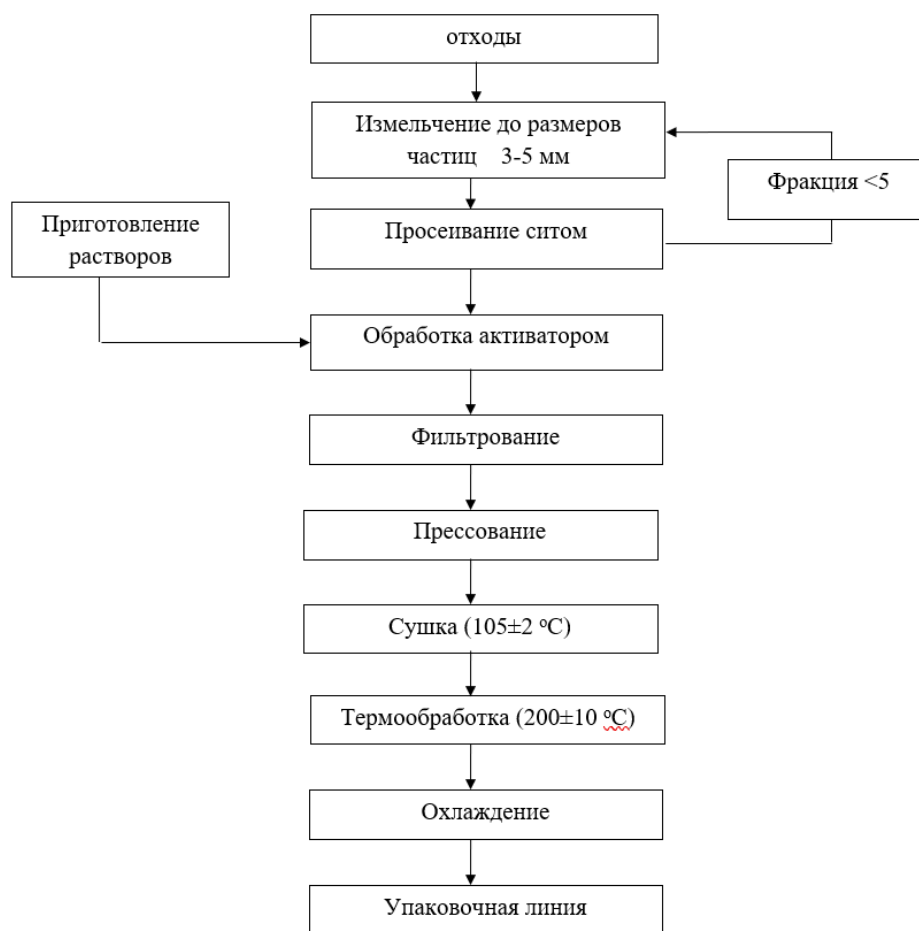 отходы
Измельчение до размеров
частиц 3-5 мм
Фракция <5
Приготовление
растворов
Просеивание ситом
Обработка активатором
Фильтрование
Прессование
Сушка (105±2 ᵒС)
Термообработка (200±10 ᵒС)
Охлаждение
Упаковочная линия